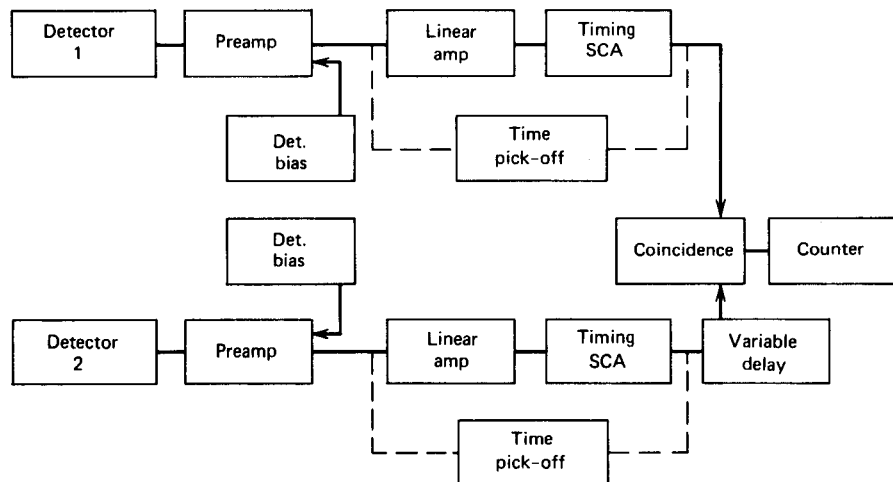 Detector
1
Preamp
Linear
amp
Timing
SCA
Det.
bias
Time
pick-off
Det.
bias
Coincidence
Counter
Detector
2
Preamp
Linear
amp
Timing
SCA
Variable
delay
Time
pick-off